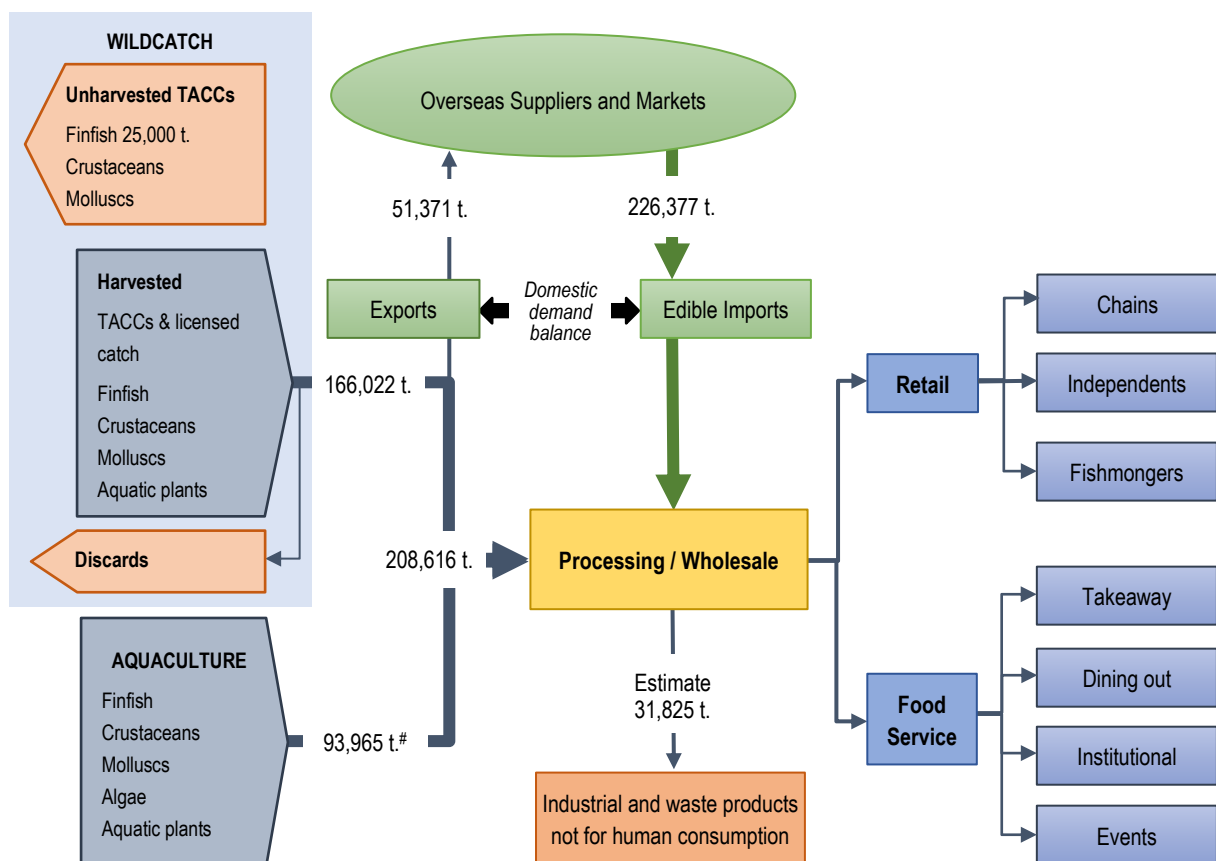 WILDCATCH
Unharvested TACCs
Finfish 25,000 t.
Crustaceans
Molluscs
Overseas Suppliers and Markets
51,371 t.
226,377 t.
Harvested
TACCs & licensed
catch
Finfish
Crustaceans
Molluscs
Aquatic plants
Exports
Domestic
demand
balance
Edible Imports
166,022 t.
Discards
208,616 t.
Processing / Wholesale
AQUACULTURE
Finfish
Crustaceans
Molluscs
Algae
Aquatic plants
93,965 t.#
Estimate
31,825 t.
Industrial and waste products
not for human consumption
Retail
Chains
Independents
Fishmongers
Food
Service
Takeaway
Dining out
Institutional
Events